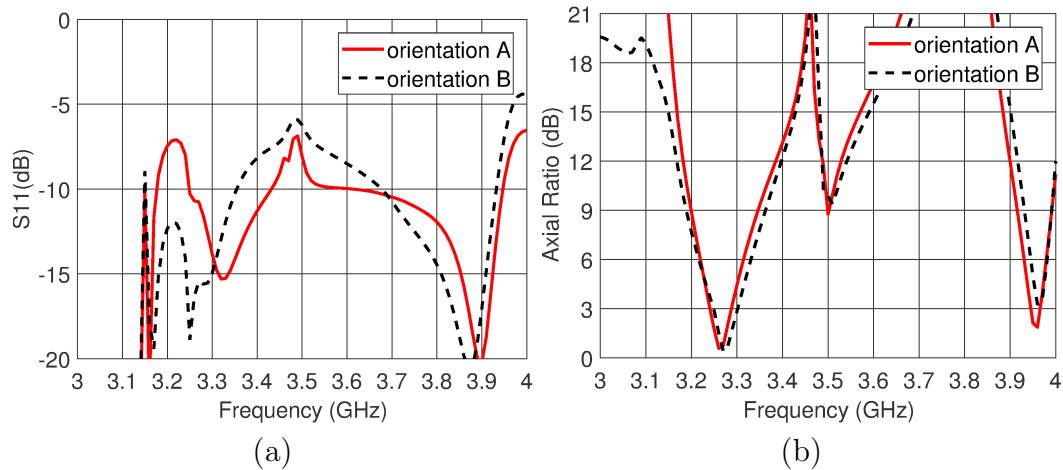 0
-5
-10
-15
-20
S11(dB)
3 3.1 3.2 3.3 3.4 3.5 3.6 3.7 3.8 3.9 4
Frequency (GHz)
orientation A
orientation B
(a)
21
18
15
12
9
6
3
0
Axial Ratio (dB)
3 3.1 3.2 3.3 3.4 3.5 3.6 3.7 3.8 3.9 4
Frequency (GHz)
orientation A
orientation B
(b)